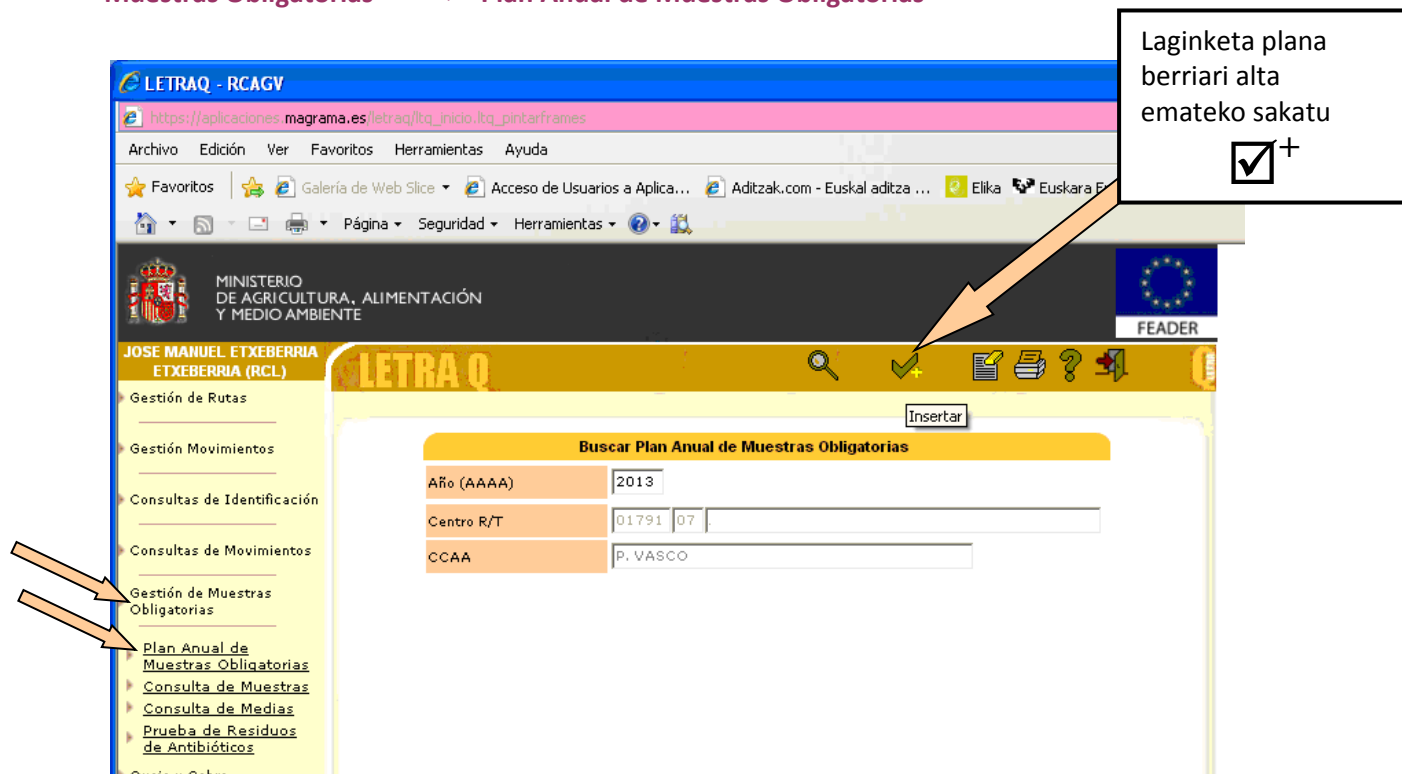 Muestras Obligatorias → Plan Anual de Muestras Obligatorias
Laginketa plana
berriari alta
emateko sakatu
☑+
LETRAQ - RCAGV
https://aplicaciones.magrama.es/letraq/ltq_inicio.ltq_pintarframes
Archivo Edición Ver Favoritos Herramientas Ayuda
Favoritos Galería de Web Slice Acceso de Usuarios a Aplica... Aditzak.com - Euskal aditza ... Elika Euskara
Página Seguridad Herramientas
MINISTERIO
DE AGRICULTURA, ALIMENTACIÓN
Y MEDIO AMBIENTE
FEADER
JOSE MANUEL ETXEBERRIA
ETXEBERRIA (RCL)
LETRA Q
Insertar
Gestión de Rutas
Gestión Movimientos
Consultas de Identificación
Consultas de Movimientos
Gestión de Muestras
Obligatorias
Plan Anual de
Muestras Obligatorias
Consulta de Muestras
Consulta de Medias
Prueba de Residuos
de Antibióticos
Buscar Plan Anual de Muestras Obligatorias
Año (AAAA) 2013
Centro R/T 01791 07 .
CCAA P. VASCO